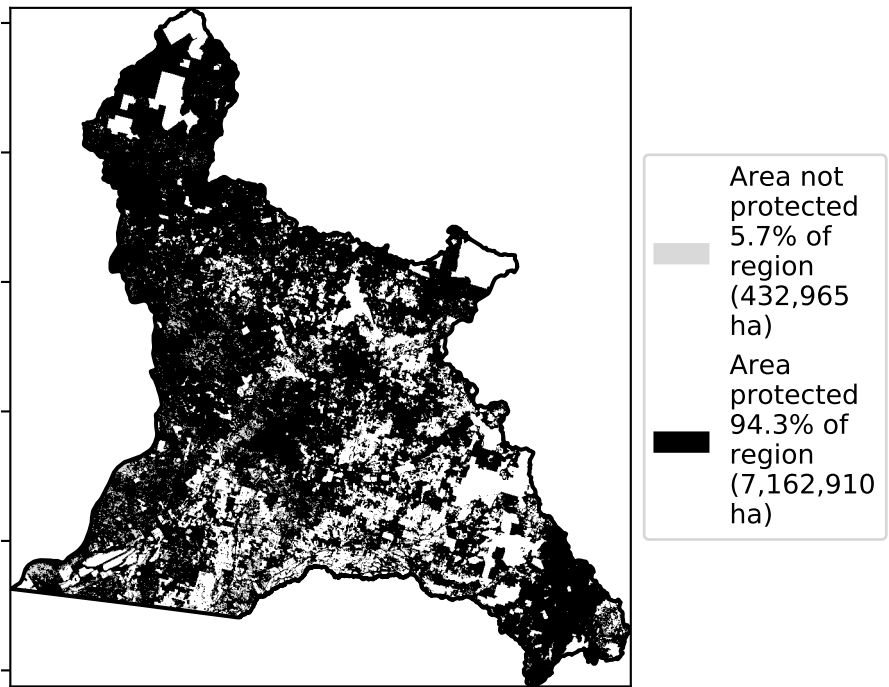 Area not
protected
5.7% of
region
(432,965
ha)
Area
protected
94.3% of
region
(7,162,910
ha)